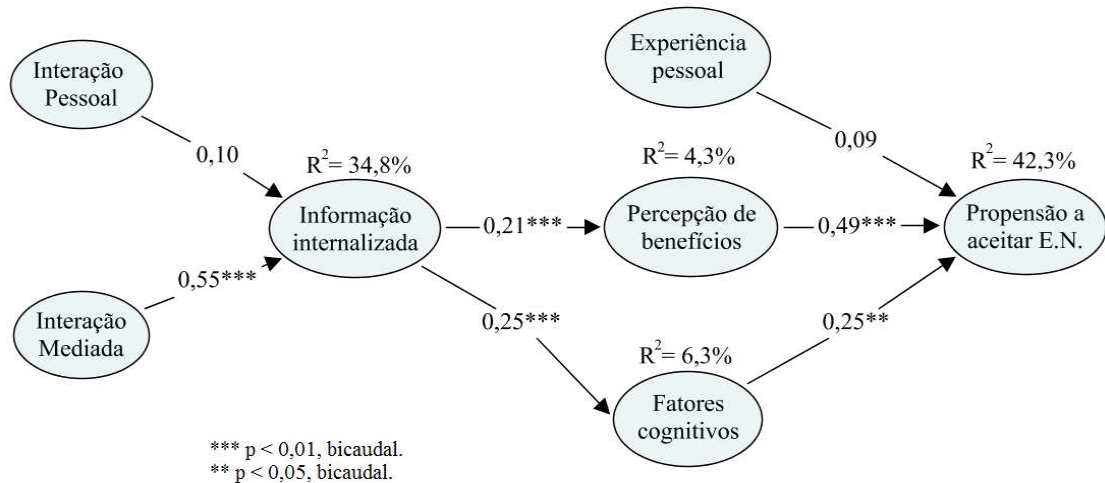 Interação
Pessoal
0,10
Interação
Mediada
0,55***
R²= 34,8%
Informação
internalizada
0,21***
0,25***
Experiência
pessoal
0,09
R²= 4,3%
Percepção de
benefícios
0,49***
R²= 6,3%
Fatores
cognitivos
0,25**
R²= 42,3%
Propensão a
aceitar E.N.
*** p < 0,01, bicaudal.
** p < 0,05, bicaudal.